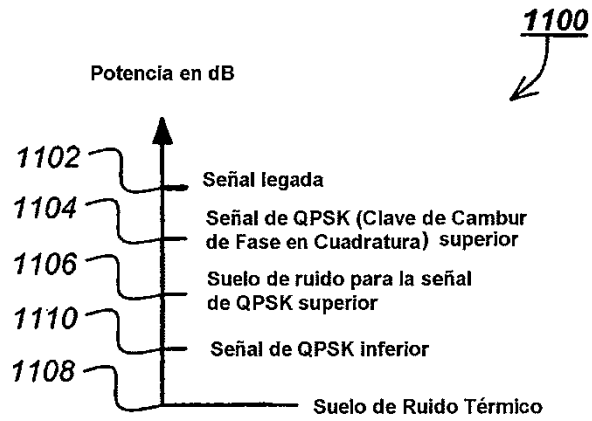 1100
Potencia en dB
1102
Señal legada
1104
Señal de QPSK (Clave de Cambur
de Fase en Cuadratura) superior
1106
Suelo de ruido para la señal
de QPSK superior
1110
Señal de QPSK inferior
1108
Suelo de Ruido Térmico